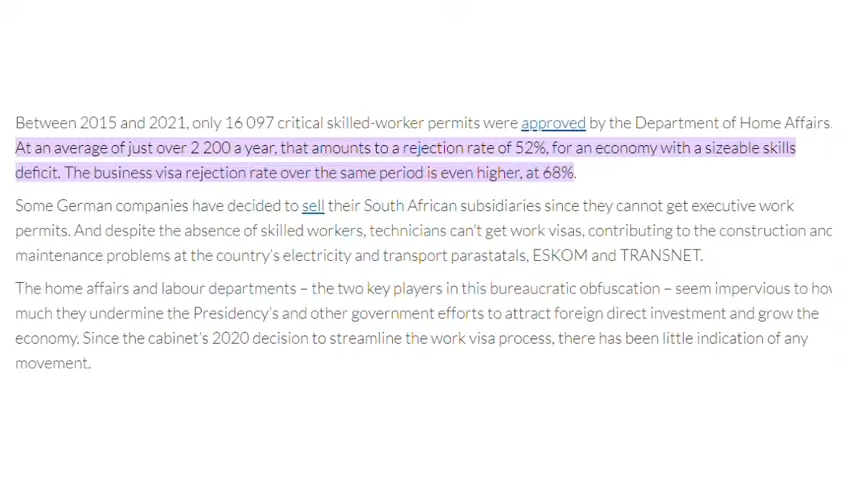 Between 2015 and 2021, only 16 097 critical skilled-worker permits were approved by the Department of Home Affairs.
At an average of just over 2 200 a year, that amounts to a rejection rate of 52%, for an economy with a sizeable skills
deficit. The business visa rejection rate over the same period is even higher, at 68%.
Some German companies have decided to sell their South African subsidiaries since they cannot get executive work
permits. And despite the absence of skilled workers, technicians can't get work visas, contributing to the construction and
maintenance problems at the country's electricity and transport parastatals, ESKOM and TRANSNET.
The home affairs and labour departments – the two key players in this bureaucratic obfuscation – seem impervious to how
much they undermine the Presidency's and other government efforts to attract foreign direct investment and grow the
economy. Since the cabinet's 2020 decision to streamline the work visa process, there has been little indication of any
movement.